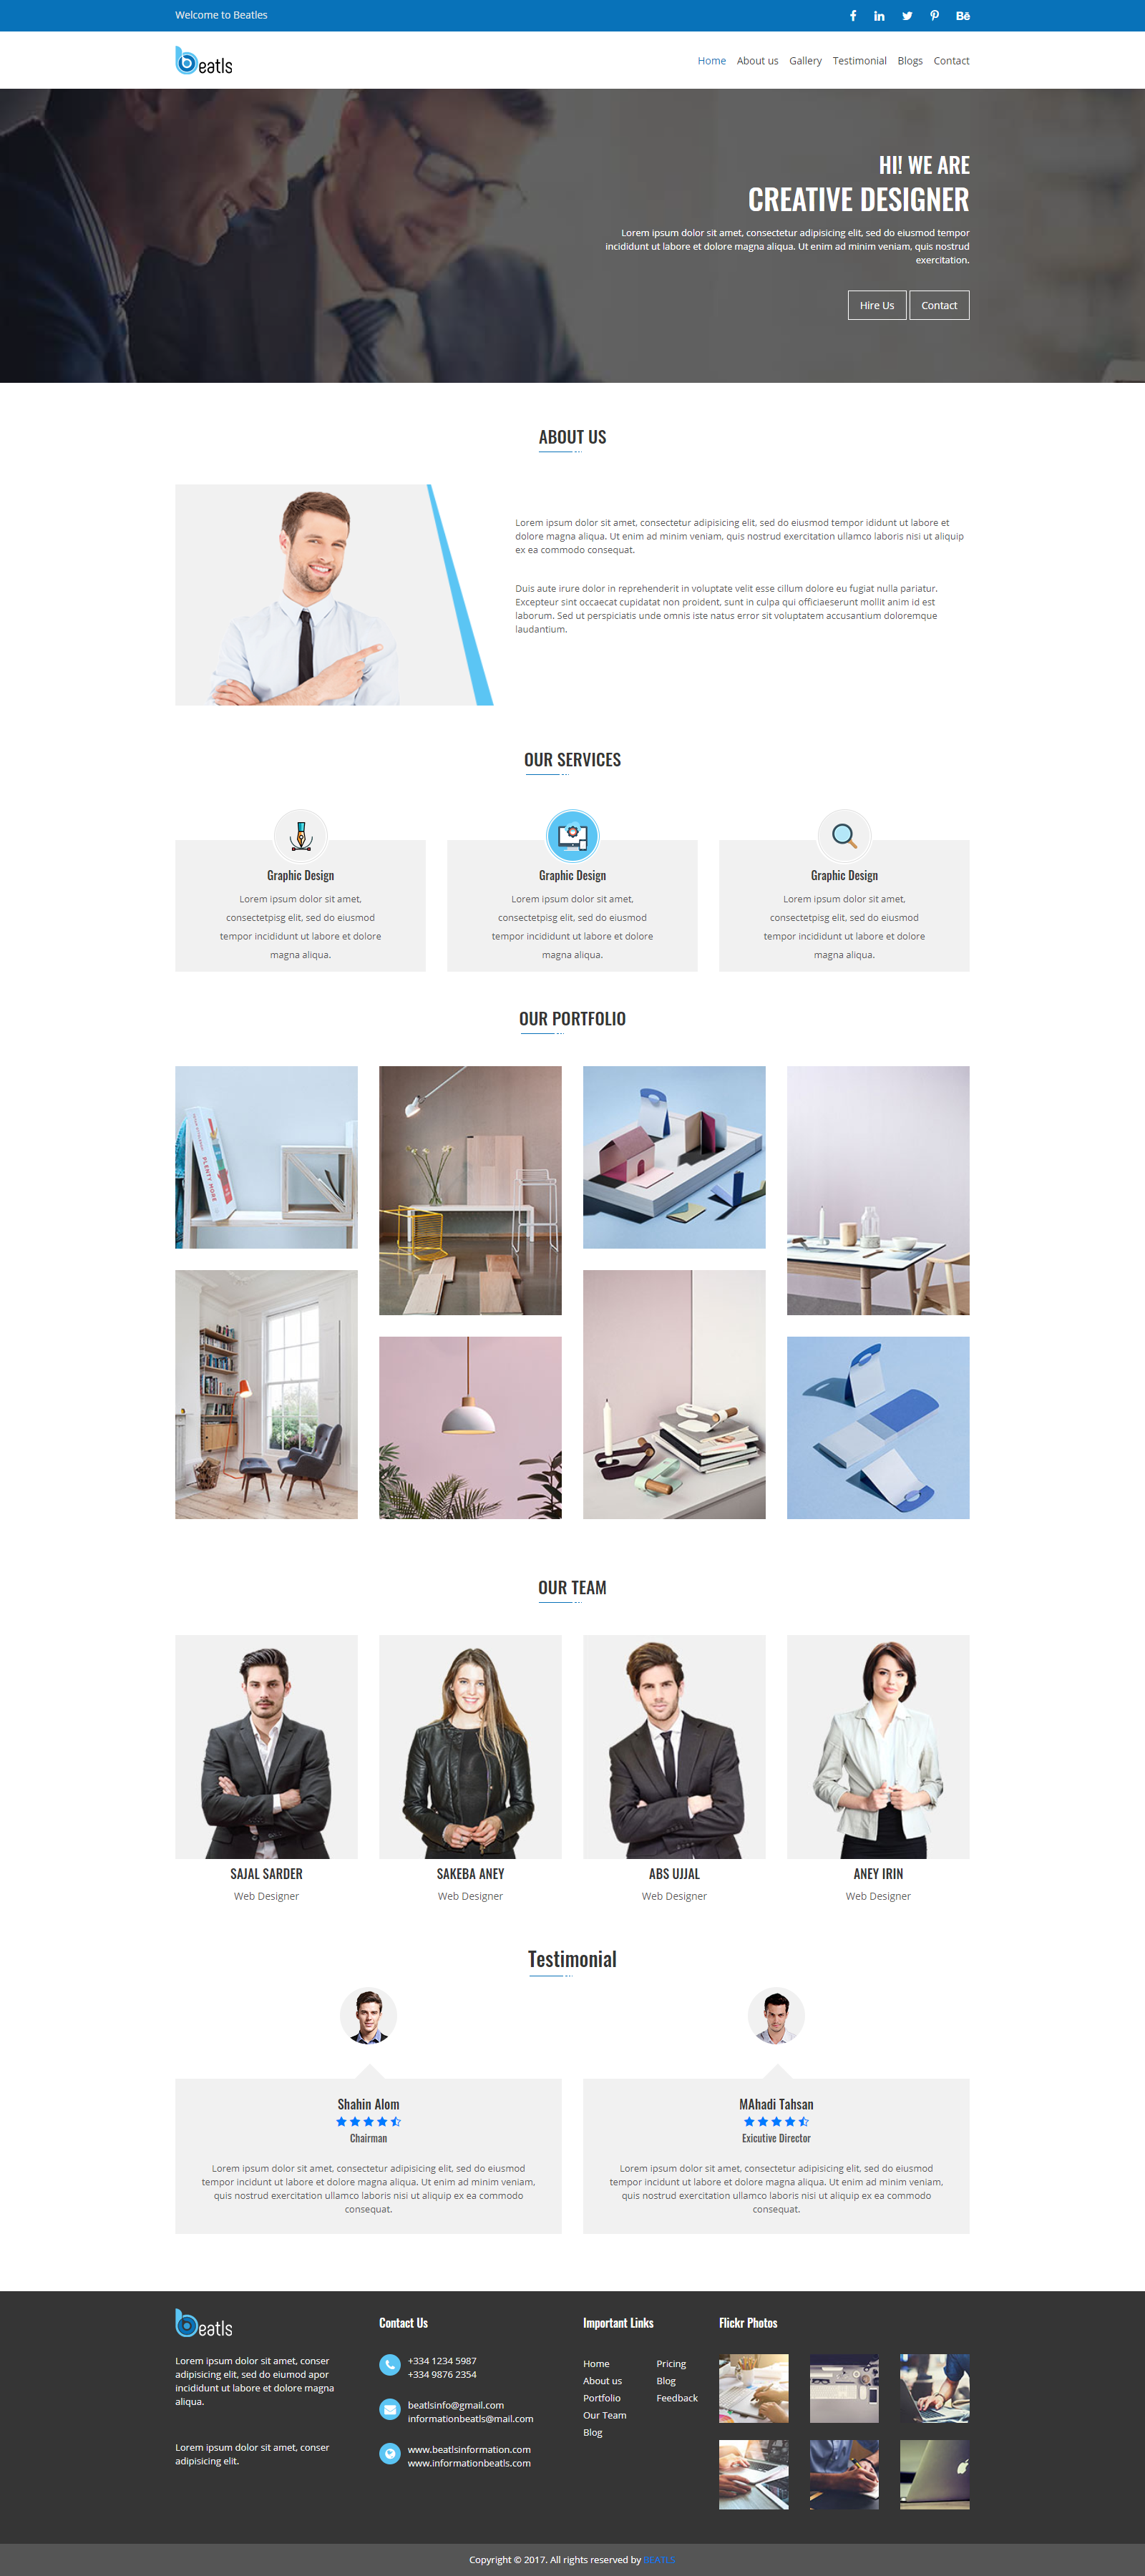 Welcome to Beatles
beatls
Home About us Gallery Testimonial Blogs Contact
HI! WE ARE
CREATIVE DESIGNER
Lorem ipsum dolor sit amet, consectetur adipisicing elit, sed do eiusmod tempor
incididunt ut labore et dolore magna aliqua. Ut enim ad minim veniam, quis nostrud
exercitation.
Hire Us Contact
ABOUT US
Lorem ipsum dolor sit amet, consectetur adipisicing elit, sed do eiusmod tempor ididunt ut labore et
dolore magna aliqua. Ut enim ad minim veniam, quis nostrud exercitation ullamco laboris nisi ut aliquip
ex ea commodo consequat.
Duis aute irure dolor in reprehenderit in voluptate velit esse cillum dolore eu fugiat nulla pariatur.
Excepteur sint occaecat cupidatat non proident, sunt in culpa qui officiaeserunt mollit anim id est
laborum. Sed ut perspiciatis unde omnis iste natus error sit voluptatem accusantium doloremque
laudantium.
OUR SERVICES
Graphic Design
Lorem ipsum dolor sit amet,
consectetpisg elit, sed do eiusmod
tempor incididunt ut labore et dolore
magna aliqua.
Graphic Design
Lorem ipsum dolor sit amet,
consectetpisg elit, sed do eiusmod
tempor incididunt ut labore et dolore
magna aliqua.
Graphic Design
Lorem ipsum dolor sit amet,
consectetpisg elit, sed do eiusmod
tempor incididunt ut labore et dolore
magna aliqua.
OUR PORTFOLIO
PLENTY MORE
OUR TEAM
SAJAL SARDER
Web Designer
SAKEBA ANEY
Web Designer
ABS UJJAL
Web Designer
ANEY IRIN
Web Designer
Testimonial
Shahin Alom
Chairman
Lorem ipsum dolor sit amet, consectetur adipisicing elit, sed do eiusmod
tempor incidunt ut labore et dolore magna aliqua. Ut enim ad minim veniam,
quis nostrud exercitation ullamco laboris nisi ut aliquip ex ea commodo
consequat.
MAhadi Tahsan
Exicutive Director
Lorem ipsum dolor sit amet, consectetur adipisicing elit, sed do eiusmod
tempor incidunt ut labore et dolore magna aliqua. Ut enim ad minim veniam,
quis nostrud exercitation ullamco laboris nisi ut aliquip ex ea commodo
consequat.
beatls
Lorem ipsum dolor sit amet, conser
adipisicing elit, sed do eiumod apor
incididunt ut labore et dolore magna
aliqua.
Lorem ipsum dolor sit amet, conser
adipisicing elit.
Contact Us
+334 1234 5987
+334 9876 2354
beatlsinfo@gmail.com
informationbeatls@mail.com
www.beatlsinformation.com
www.informationbeatls.com
Important Links
Home
About us
Portfolio
Our Team
Blog
Pricing
Blog
Feedback
Flickr Photos
Copyright © 2017. All rights reserved by BEATLS